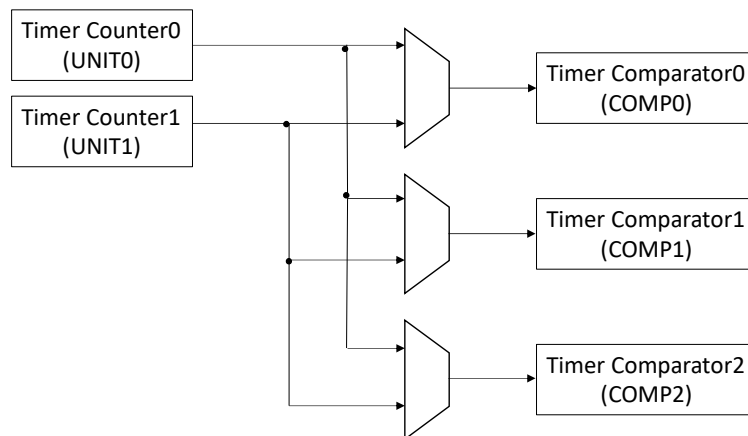 Timer Counter0
(UNIT0)
Timer Counter1
(UNIT1)
Timer Comparator0
(COMP0)
Timer Comparator1
(COMP1)
Timer Comparator2
(COMP2)